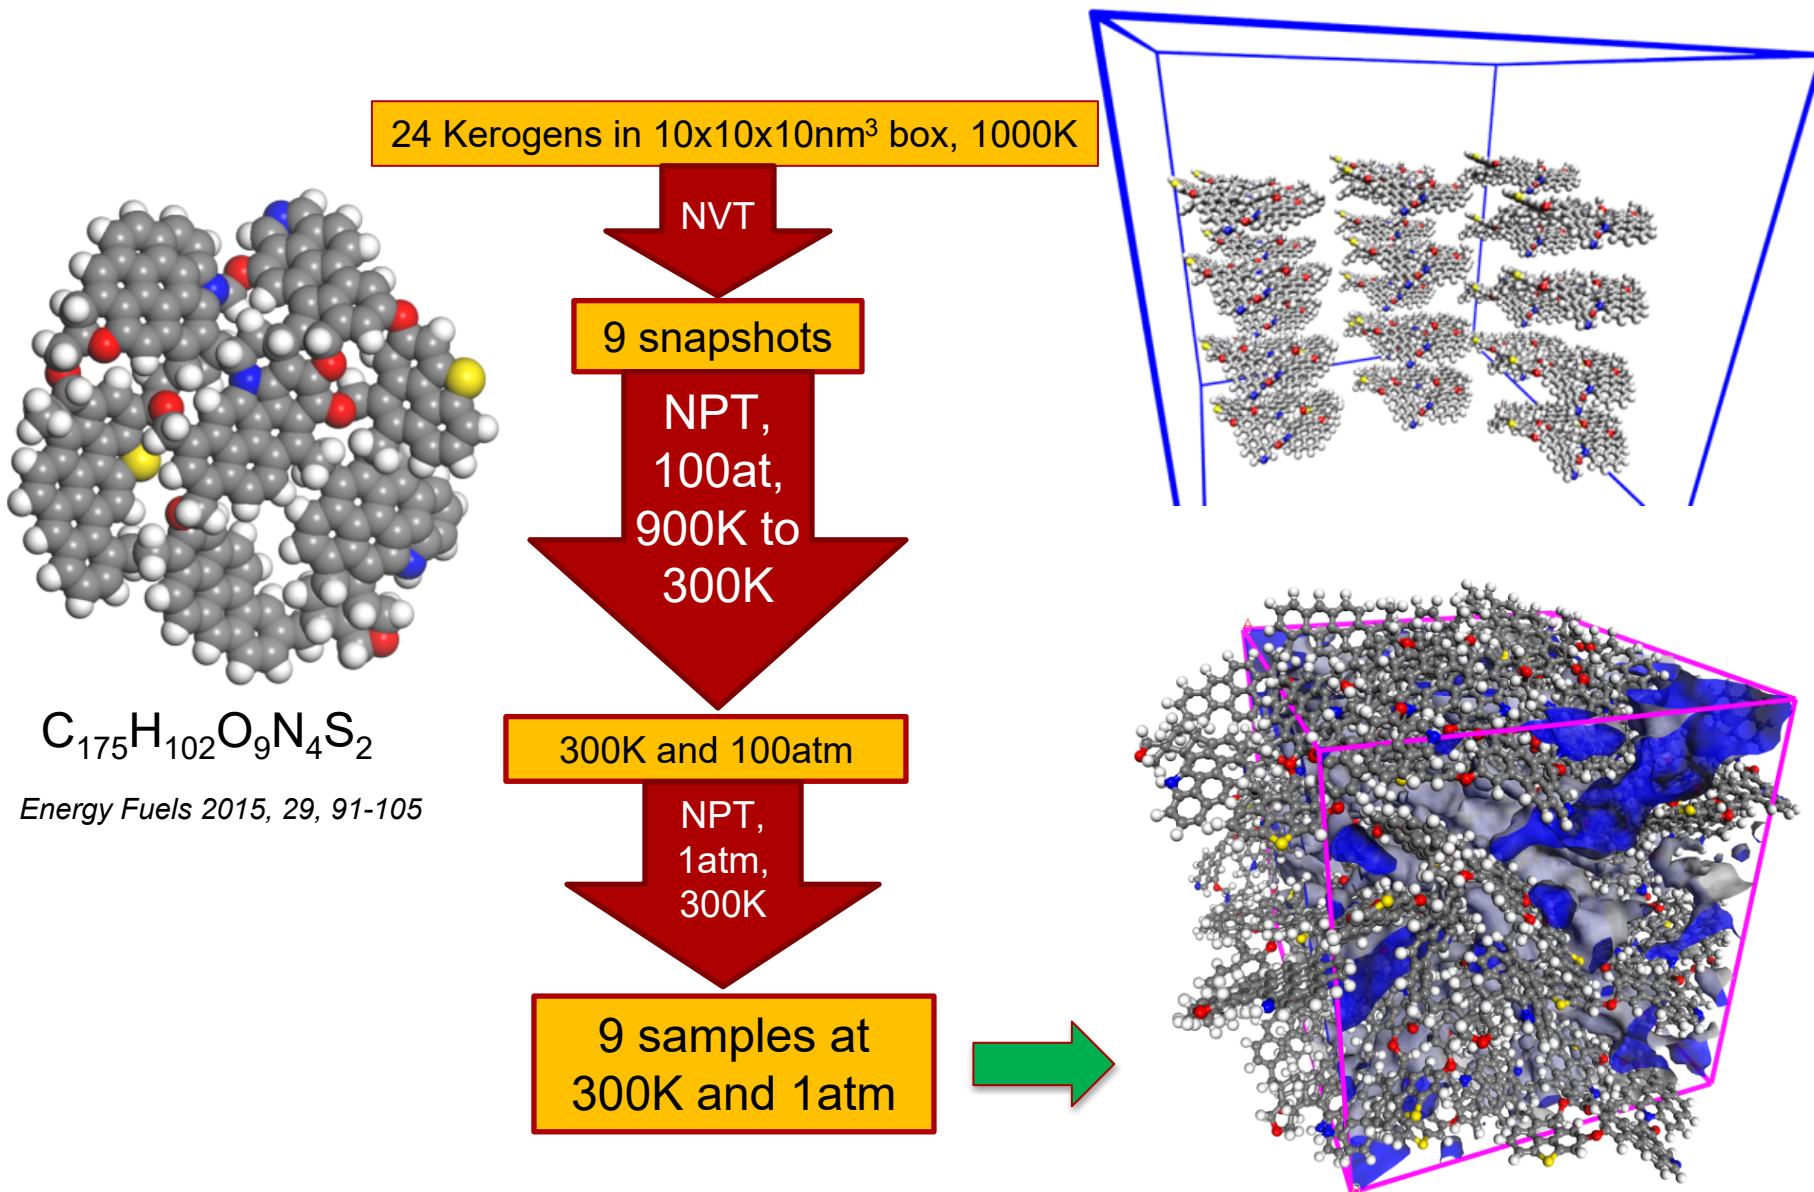 24 Kerogens in 10x10x10nm³ box, 1000K
NVT
9 snapshots
NPT,
100at,
900K to
300K
C₁₇₅H₁₀₂O₉N₄S₂
Energy Fuels 2015, 29, 91-105
300K and 100atm
NPT,
1atm,
300K
9 samples at
300K and 1atm